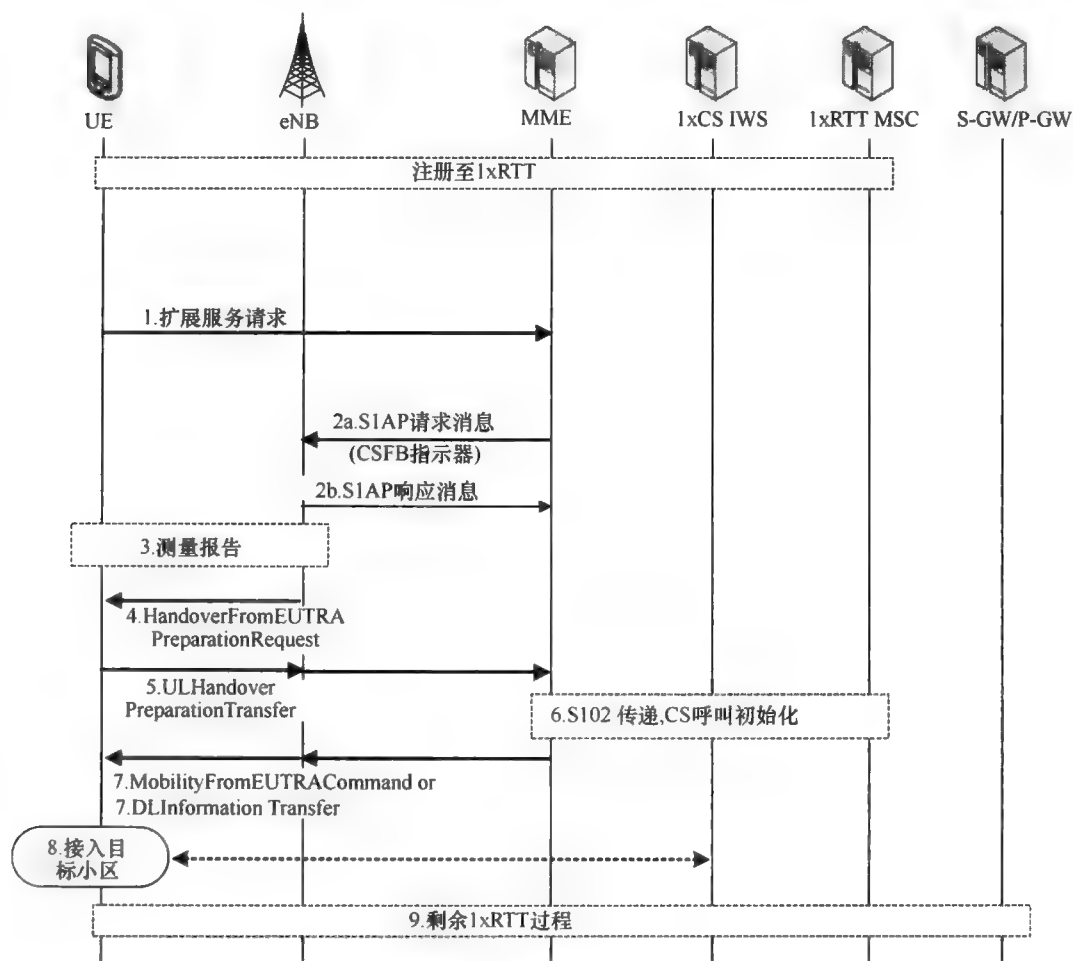 UE
eNB
MME
1xCS IWS
1xRTT MSC
S-GW/P-GW
注册至1xRTT
1.扩展服务请求
2a.S1AP请求消息
(CSFB指示器)
2b.S1AP响应消息
3.测量报告
4.HandoverFromEUTRA
PreparationRequest
5.ULHandover
PreparationTransfer
6.S102 传递,CS呼叫初始化
7.MobilityFromEUTRACommand or
7.DLInformation Transfer
8.接入目
标小区
9.剩余1xRTT过程